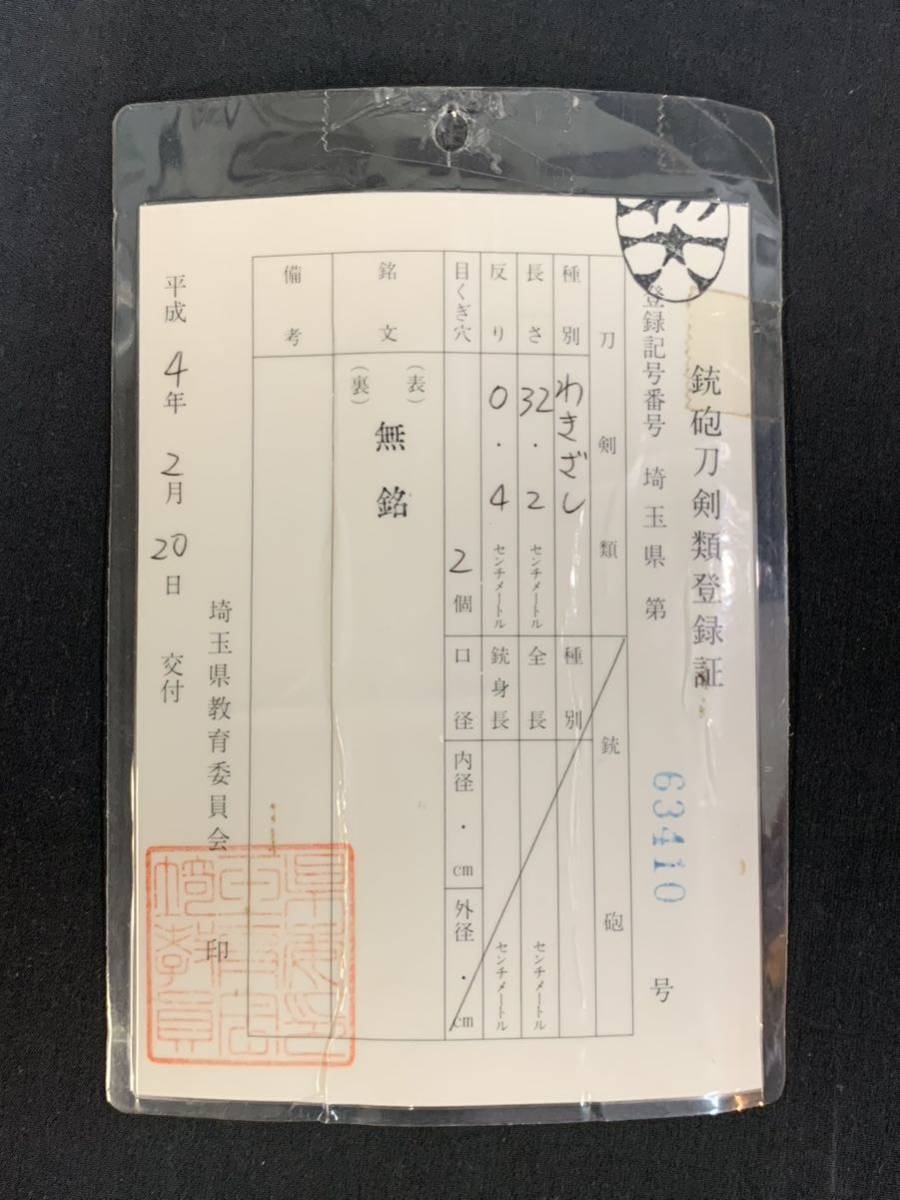 銃砲刀剣類登録証
登録記号番号 埼玉県 第 63410 号
刀剣類
種別 わきざし
長さ 32.2 センチメートル
反り 0.4 センチメートル
目くぎ穴 2個
銘文 (表) 無銘
(裏)
備考
銃砲
種別
全長 センチメートル
銃身長 センチメートル
口径 内径 ・ cm 外径 ・ cm
平成4年2月20日 交付
埼玉県教育委員会 印